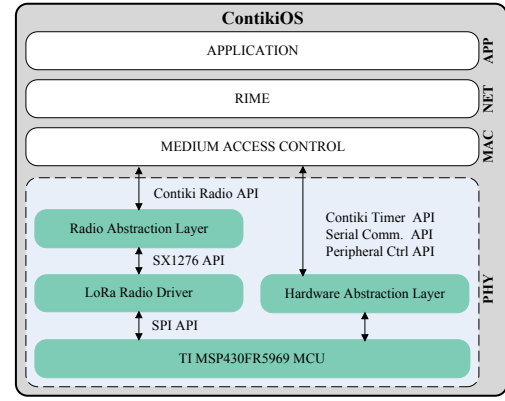 ContikiOS
APPLICATION
APP
RIME
NET
MEDIUM ACCESS CONTROL
MAC
Contiki Radio API
Radio Abstraction Layer
Contiki Timer API
Serial Comm. API
Peripheral Ctrl API
SX1276 API
LoRa Radio Driver
Hardware Abstraction Layer
PHY
SPI API
TI MSP430FR5969 MCU